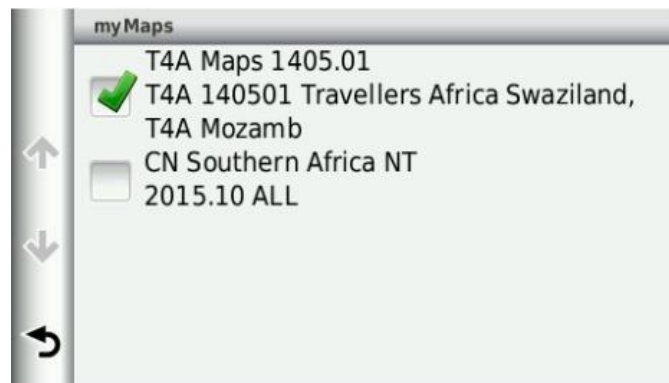 myMaps
T4A Maps 1405.01
T4A 140501 Travellers Africa Swaziland,
T4A Mozamb
CN Southern Africa NT
2015.10 ALL